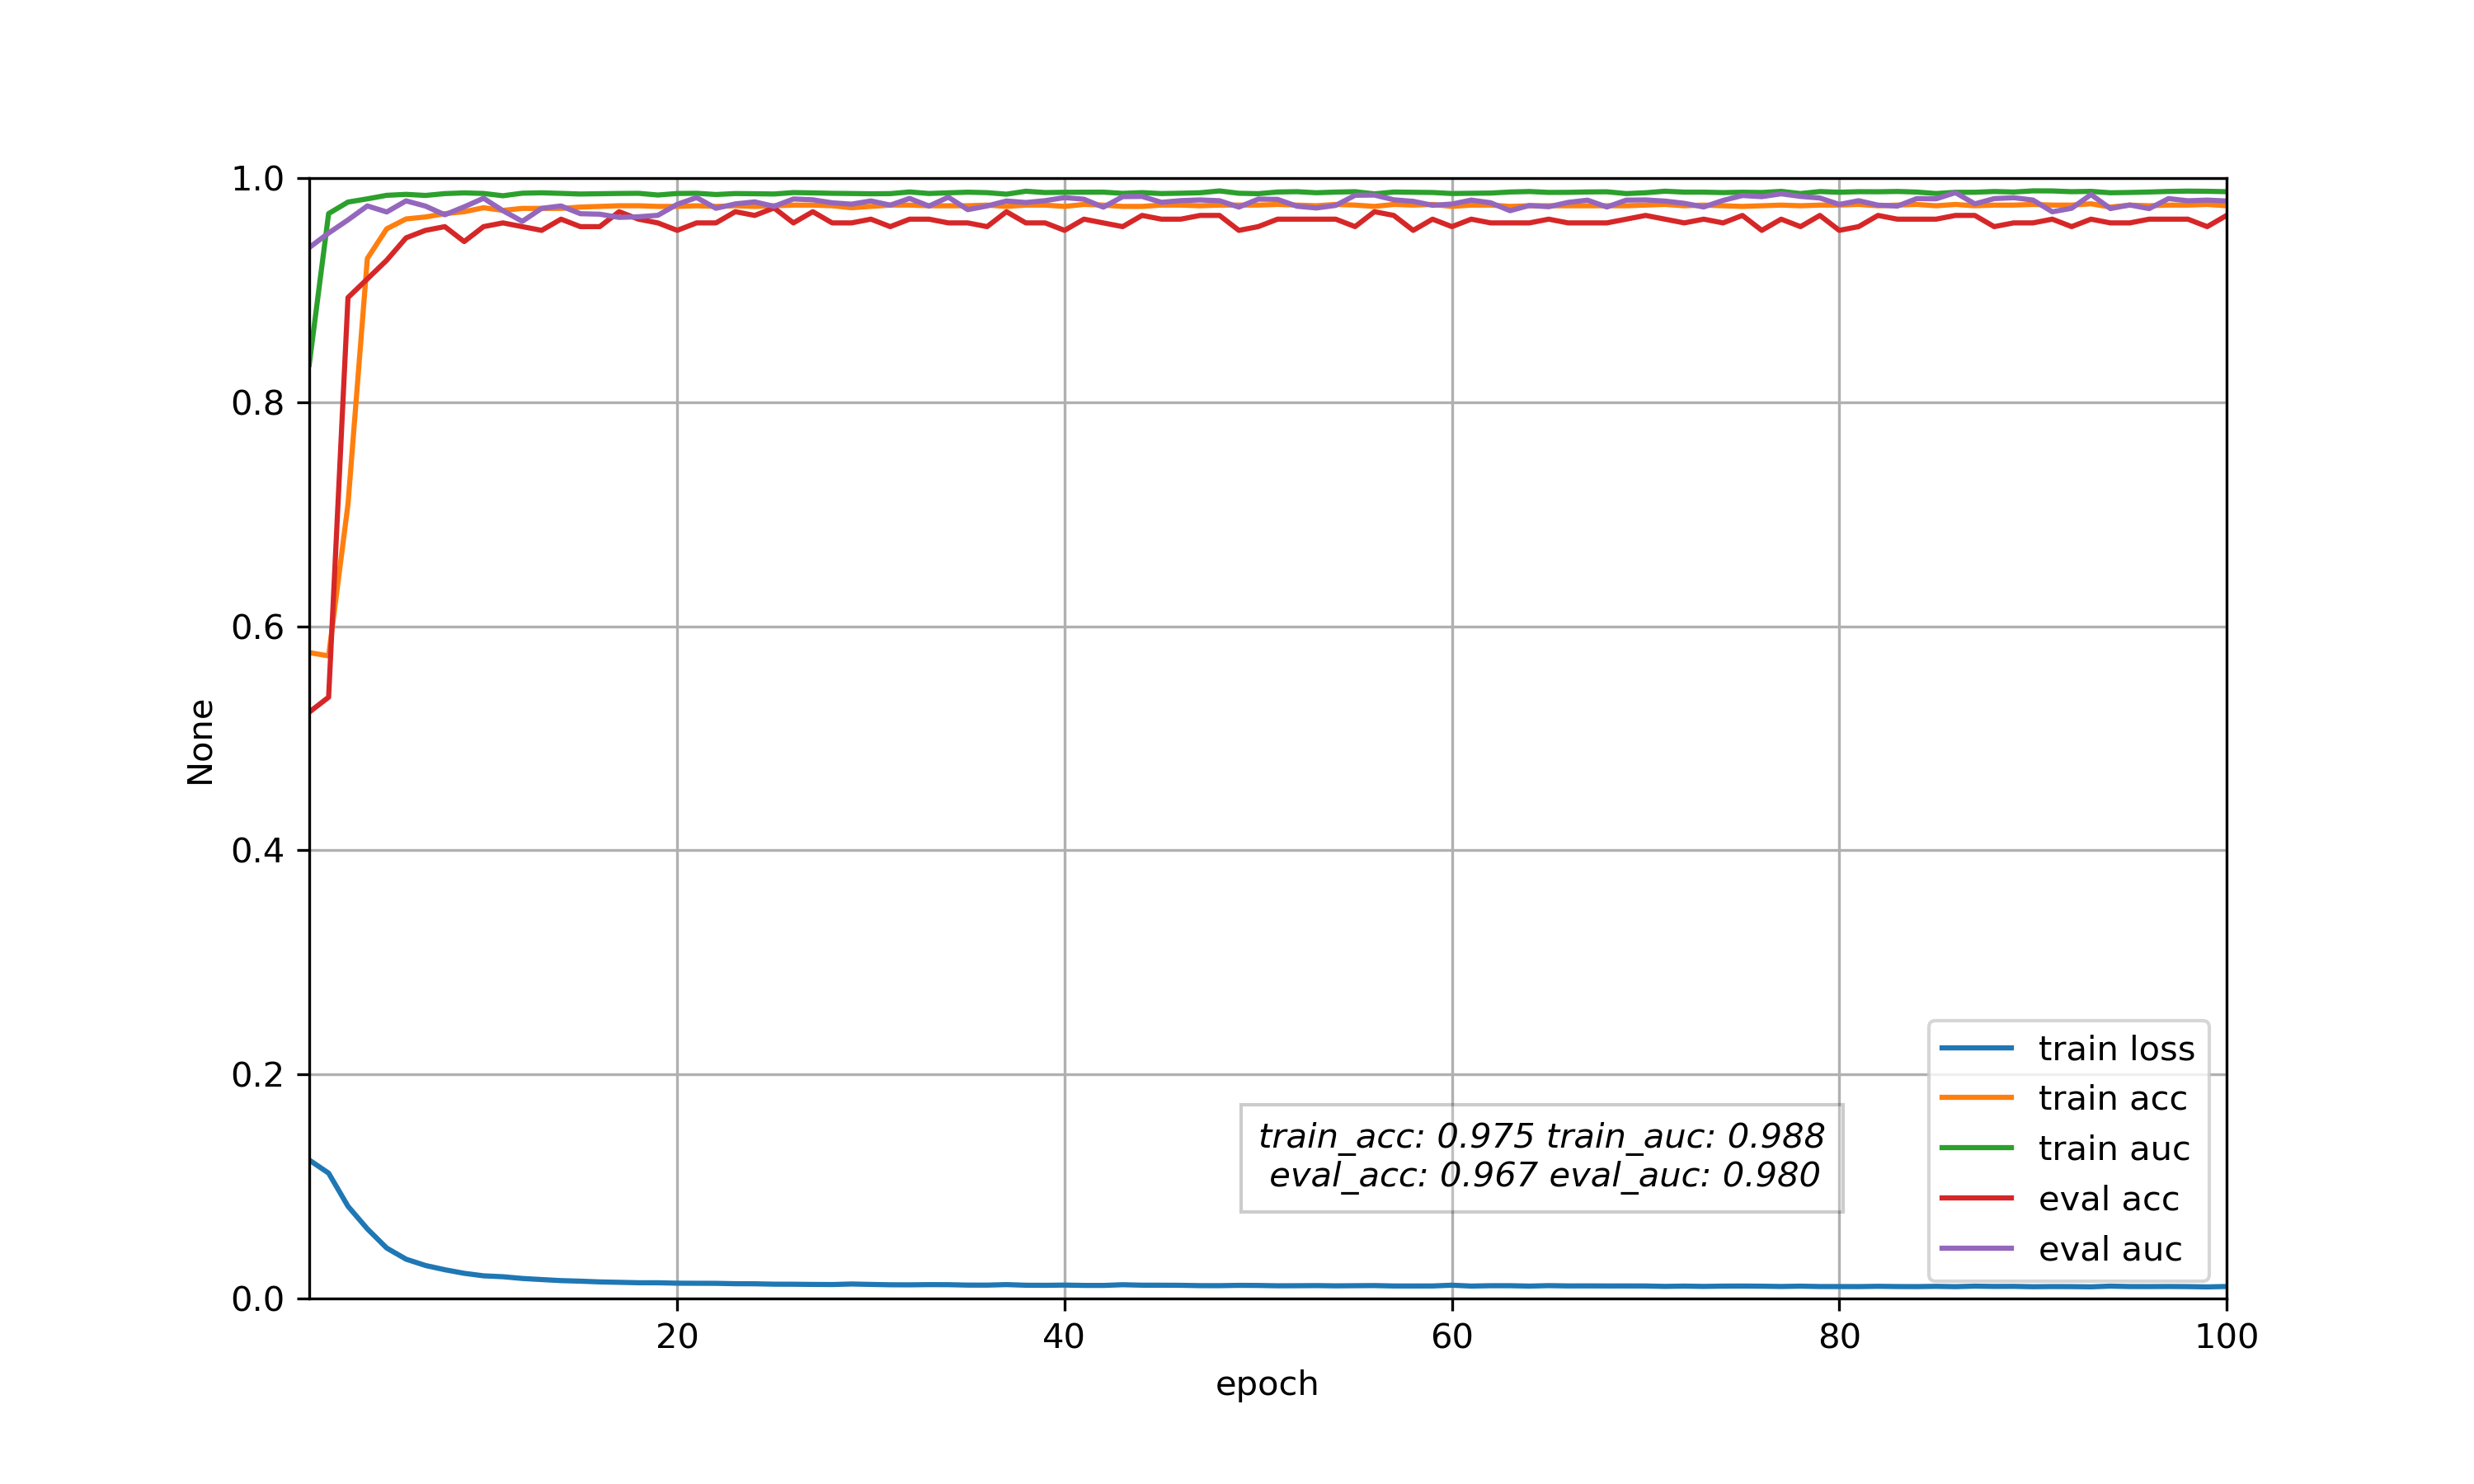 1.0
0.8
0.6
0.4
0.2
0.0
None
20 40 60 80 100
epoch
train_acc: 0.975 train_auc: 0.988
eval_acc: 0.967 eval_auc: 0.980
train loss
train acc
train auc
eval acc
eval auc